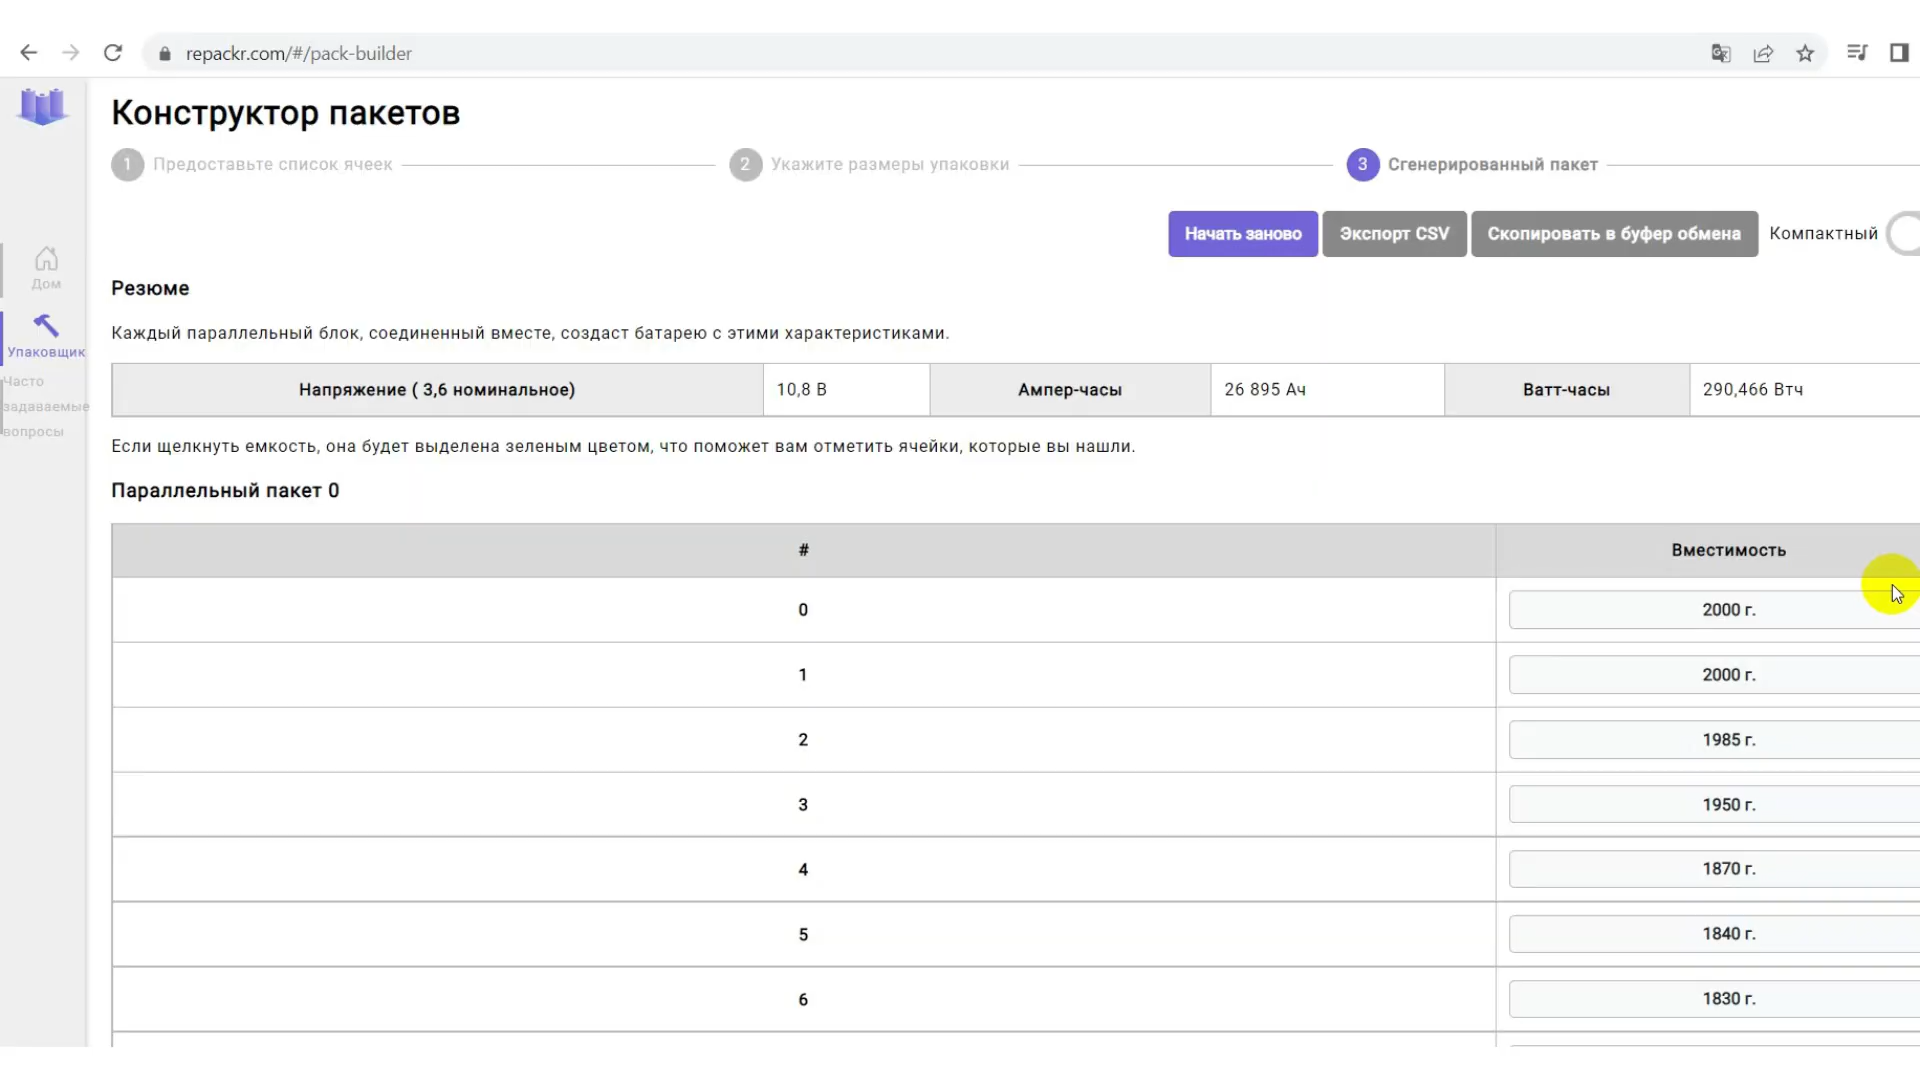 repackr.com/#/pack-builder
Конструктор пакетов
1 Предоставьте список ячеек
2 Укажите размеры упаковки
3 Сгенерированный пакет
Начать заново
Экспорт CSV
Скопировать в буфер обмена
Компактный
Дом
Упаковщик
Часто
задаваемые
вопросы
Резюме
Каждый параллельный блок, соединенный вместе, создаст батарею с этими характеристиками.
Напряжение ( 3,6 номинальное) 10,8 В Ампер-часы 26 895 Ач Ватт-часы 290,466 Втч
Если щелкнуть емкость, она будет выделена зеленым цветом, что поможет вам отметить ячейки, которые вы нашли.
Параллельный пакет 0
# Вместимость
0 2000 г.
1 2000 г.
2 1985 г.
3 1950 г.
4 1870 г.
5 1840 г.
6 1830 г.